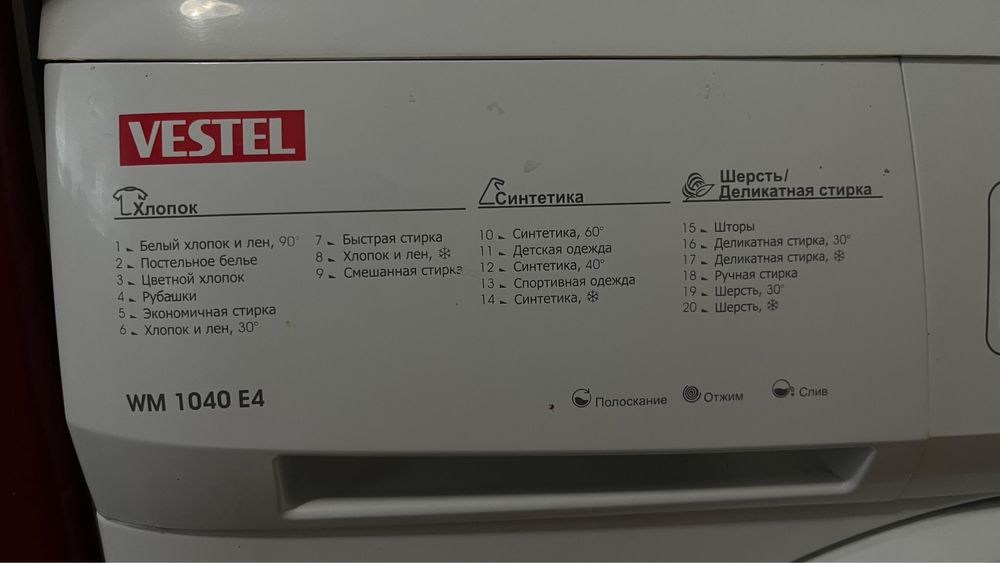 VESTEL
Хлопок
1 Белый хлопок и лен, 90°
2 Постельное белье
3 Цветной хлопок
4 Рубашки
5 Экономичная стирка
6 Хлопок и лен, 30°
7 Быстрая стирка
8 Хлопок и лен, ❄
9 Смешанная стирка
Синтетика
10 Синтетика, 60°
11 Детская одежда
12 Синтетика, 40°
13 Спортивная одежда
14 Синтетика, ❄
Шерсть/
Деликатная стирка
15 Шторы
16 Деликатная стирка, 30°
17 Деликатная стирка, ❄
18 Ручная стирка
19 Шерсть, 30°
20 Шерсть, ❄
WM 1040 E4
Полоскание Отжим Слив